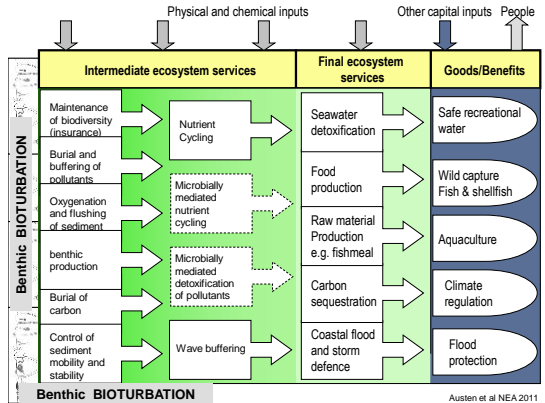 Physical and chemical inputs
Other capital inputs
People
Intermediate ecosystem services
Final ecosystem
services
Goods/Benefits
Benthic BIOTURBATION
Maintenance
of biodiversity
(insurance)
Burial and
buffering of
pollutants
Oxygenation and
flushing
of sediment
benthic
production
Burial of
carbon
Control of
sediment
mobility and
stability
Nutrient
Cycling
Microbially
mediated
nutrient
cycling
Microbially
mediated
detoxification
of pollutants
Wave buffering
Seawater
detoxification
Food
production
Raw material
Production
e.g. fishmeal
Carbon
sequestration
Coastal flood
and storm
defence
Safe recreational
water
Wild capture
Fish & shellfish
Aquaculture
Climate
regulation
Flood
protection
Benthic BIOTURBATION
Austen et al NEA 2011